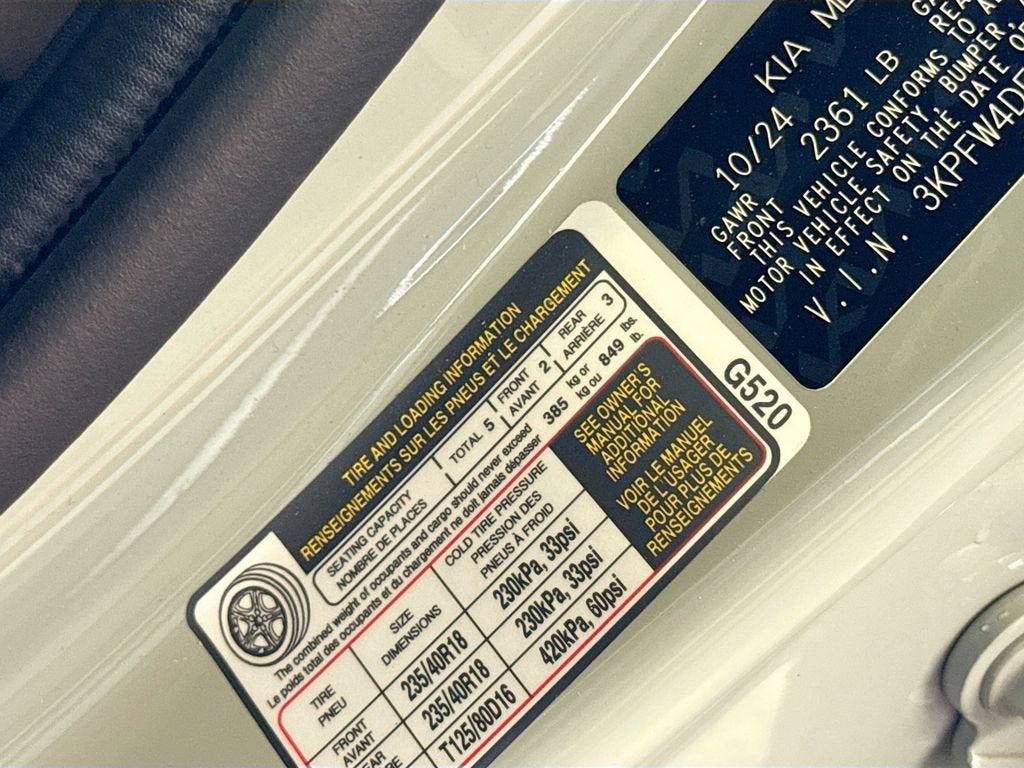 10/24 KIA
GAWR
FRONT 2361 LB
THIS VEHICLE CONFORMS TO
MOTOR VEHICLE SAFETY, BUMPER,
IN EFFECT ON THE DATE
V.I.N. 3KPFW4D
TIRE AND LOADING INFORMATION
RENSEIGNEMENTS SUR LES PNEUS ET LE CHARGEMENT
SEATING CAPACITY
NOMBRE DE PLACES
TOTAL 5
FRONT
AVANT 2
REAR
ARRIÈRE 3
The combined weight of occupants and cargo should never exceed
Le poids total des occupants et du chargement ne doit jamais dépasser
385 kg or
kg ou 849 lbs.
lb.
TIRE
PNEU
SIZE
DIMENSIONS
COLD TIRE PRESSURE
PRESSION DES
PNEUS À FROID
FRONT
AVANT
235/40R18
230kPa, 33psi
235/40R18
230kPa, 33psi
T125/80D16
420kPa, 60psi
SEE OWNER'S
MANUAL FOR
ADDITIONAL
INFORMATION
VOIR LE MANUEL
DE L'USAGER
POUR PLUS DE
RENSEIGNEMENTS
G520